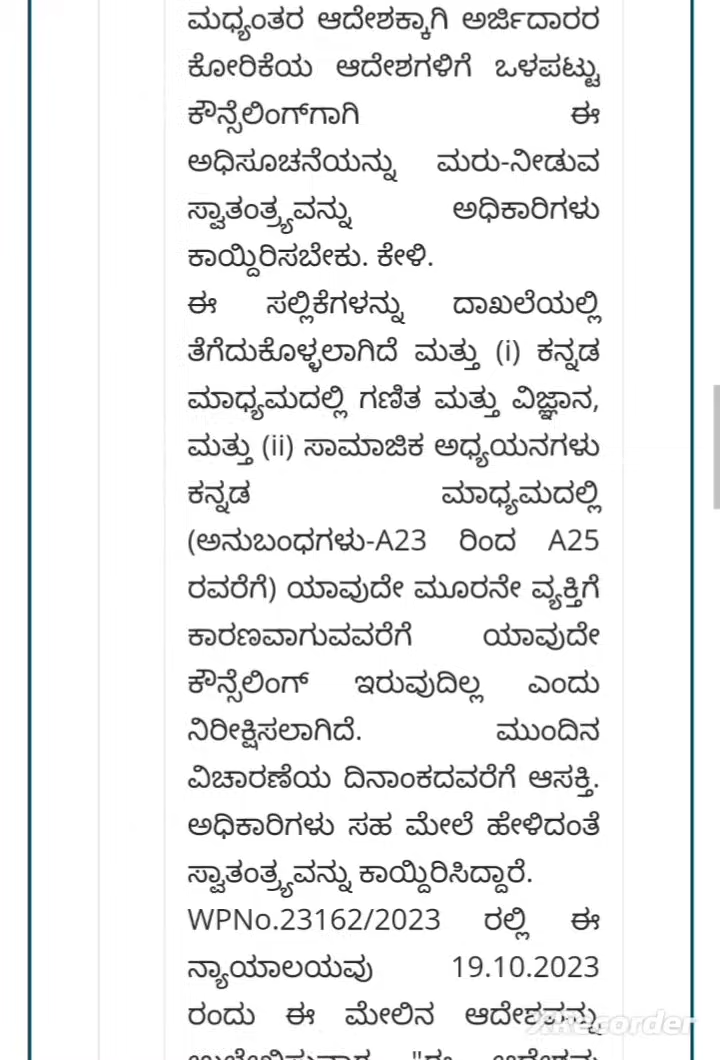 ಮಧ್ಯಂತರ ಆದೇಶಕ್ಕಾಗಿ ಅರ್ಜಿದಾರರ
ಕೋರಿಕೆಯ ಆದೇಶಗಳಿಗೆ ಒಳಪಟ್ಟು
ಕೌನ್ಸೆಲಿಂಗ್‌ಗಾಗಿ ಈ
ಅಧಿಸೂಚನೆಯನ್ನು ಮರು-ನೀಡುವ
ಸ್ವಾತಂತ್ರ್ಯವನ್ನು ಅಧಿಕಾರಿಗಳು
ಕಾಯ್ದಿರಿಸಬೇಕು. ಕೇಳಿ.
ಈ ಸಲ್ಲಿಕೆಗಳನ್ನು ದಾಖಲೆಯಲ್ಲಿ
ತೆಗೆದುಕೊಳ್ಳಲಾಗಿದೆ ಮತ್ತು (i) ಕನ್ನಡ
ಮಾಧ್ಯಮದಲ್ಲಿ ಗಣಿತ ಮತ್ತು ವಿಜ್ಞಾನ,
ಮತ್ತು (ii) ಸಾಮಾಜಿಕ ಅಧ್ಯಯನಗಳು
ಕನ್ನಡ ಮಾಧ್ಯಮದಲ್ಲಿ
(ಅನುಬಂಧಗಳು-A23 ರಿಂದ A25
ರವರೆಗೆ) ಯಾವುದೇ ಮೂರನೇ ವ್ಯಕ್ತಿಗೆ
ಕಾರಣವಾಗುವವರೆಗೆ ಯಾವುದೇ
ಕೌನ್ಸೆಲಿಂಗ್ ಇರುವುದಿಲ್ಲ ಎಂದು
ನಿರೀಕ್ಷಿಸಲಾಗಿದೆ. ಮುಂದಿನ
ವಿಚಾರಣೆಯ ದಿನಾಂಕದವರೆಗೆ ಆಸಕ್ತಿ.
ಅಧಿಕಾರಿಗಳು ಸಹ ಮೇಲೆ ಹೇಳಿದಂತೆ
ಸ್ವಾತಂತ್ರ್ಯವನ್ನು ಕಾಯ್ದಿರಿಸಿದ್ದಾರೆ.
WPNo.23162/2023 ರಲ್ಲಿ ಈ
ನ್ಯಾಯಾಲಯವು 19.10.2023
ರಂದು ಈ ಮೇಲಿನ ಆದೇಶವನ್ನು
XRecorder